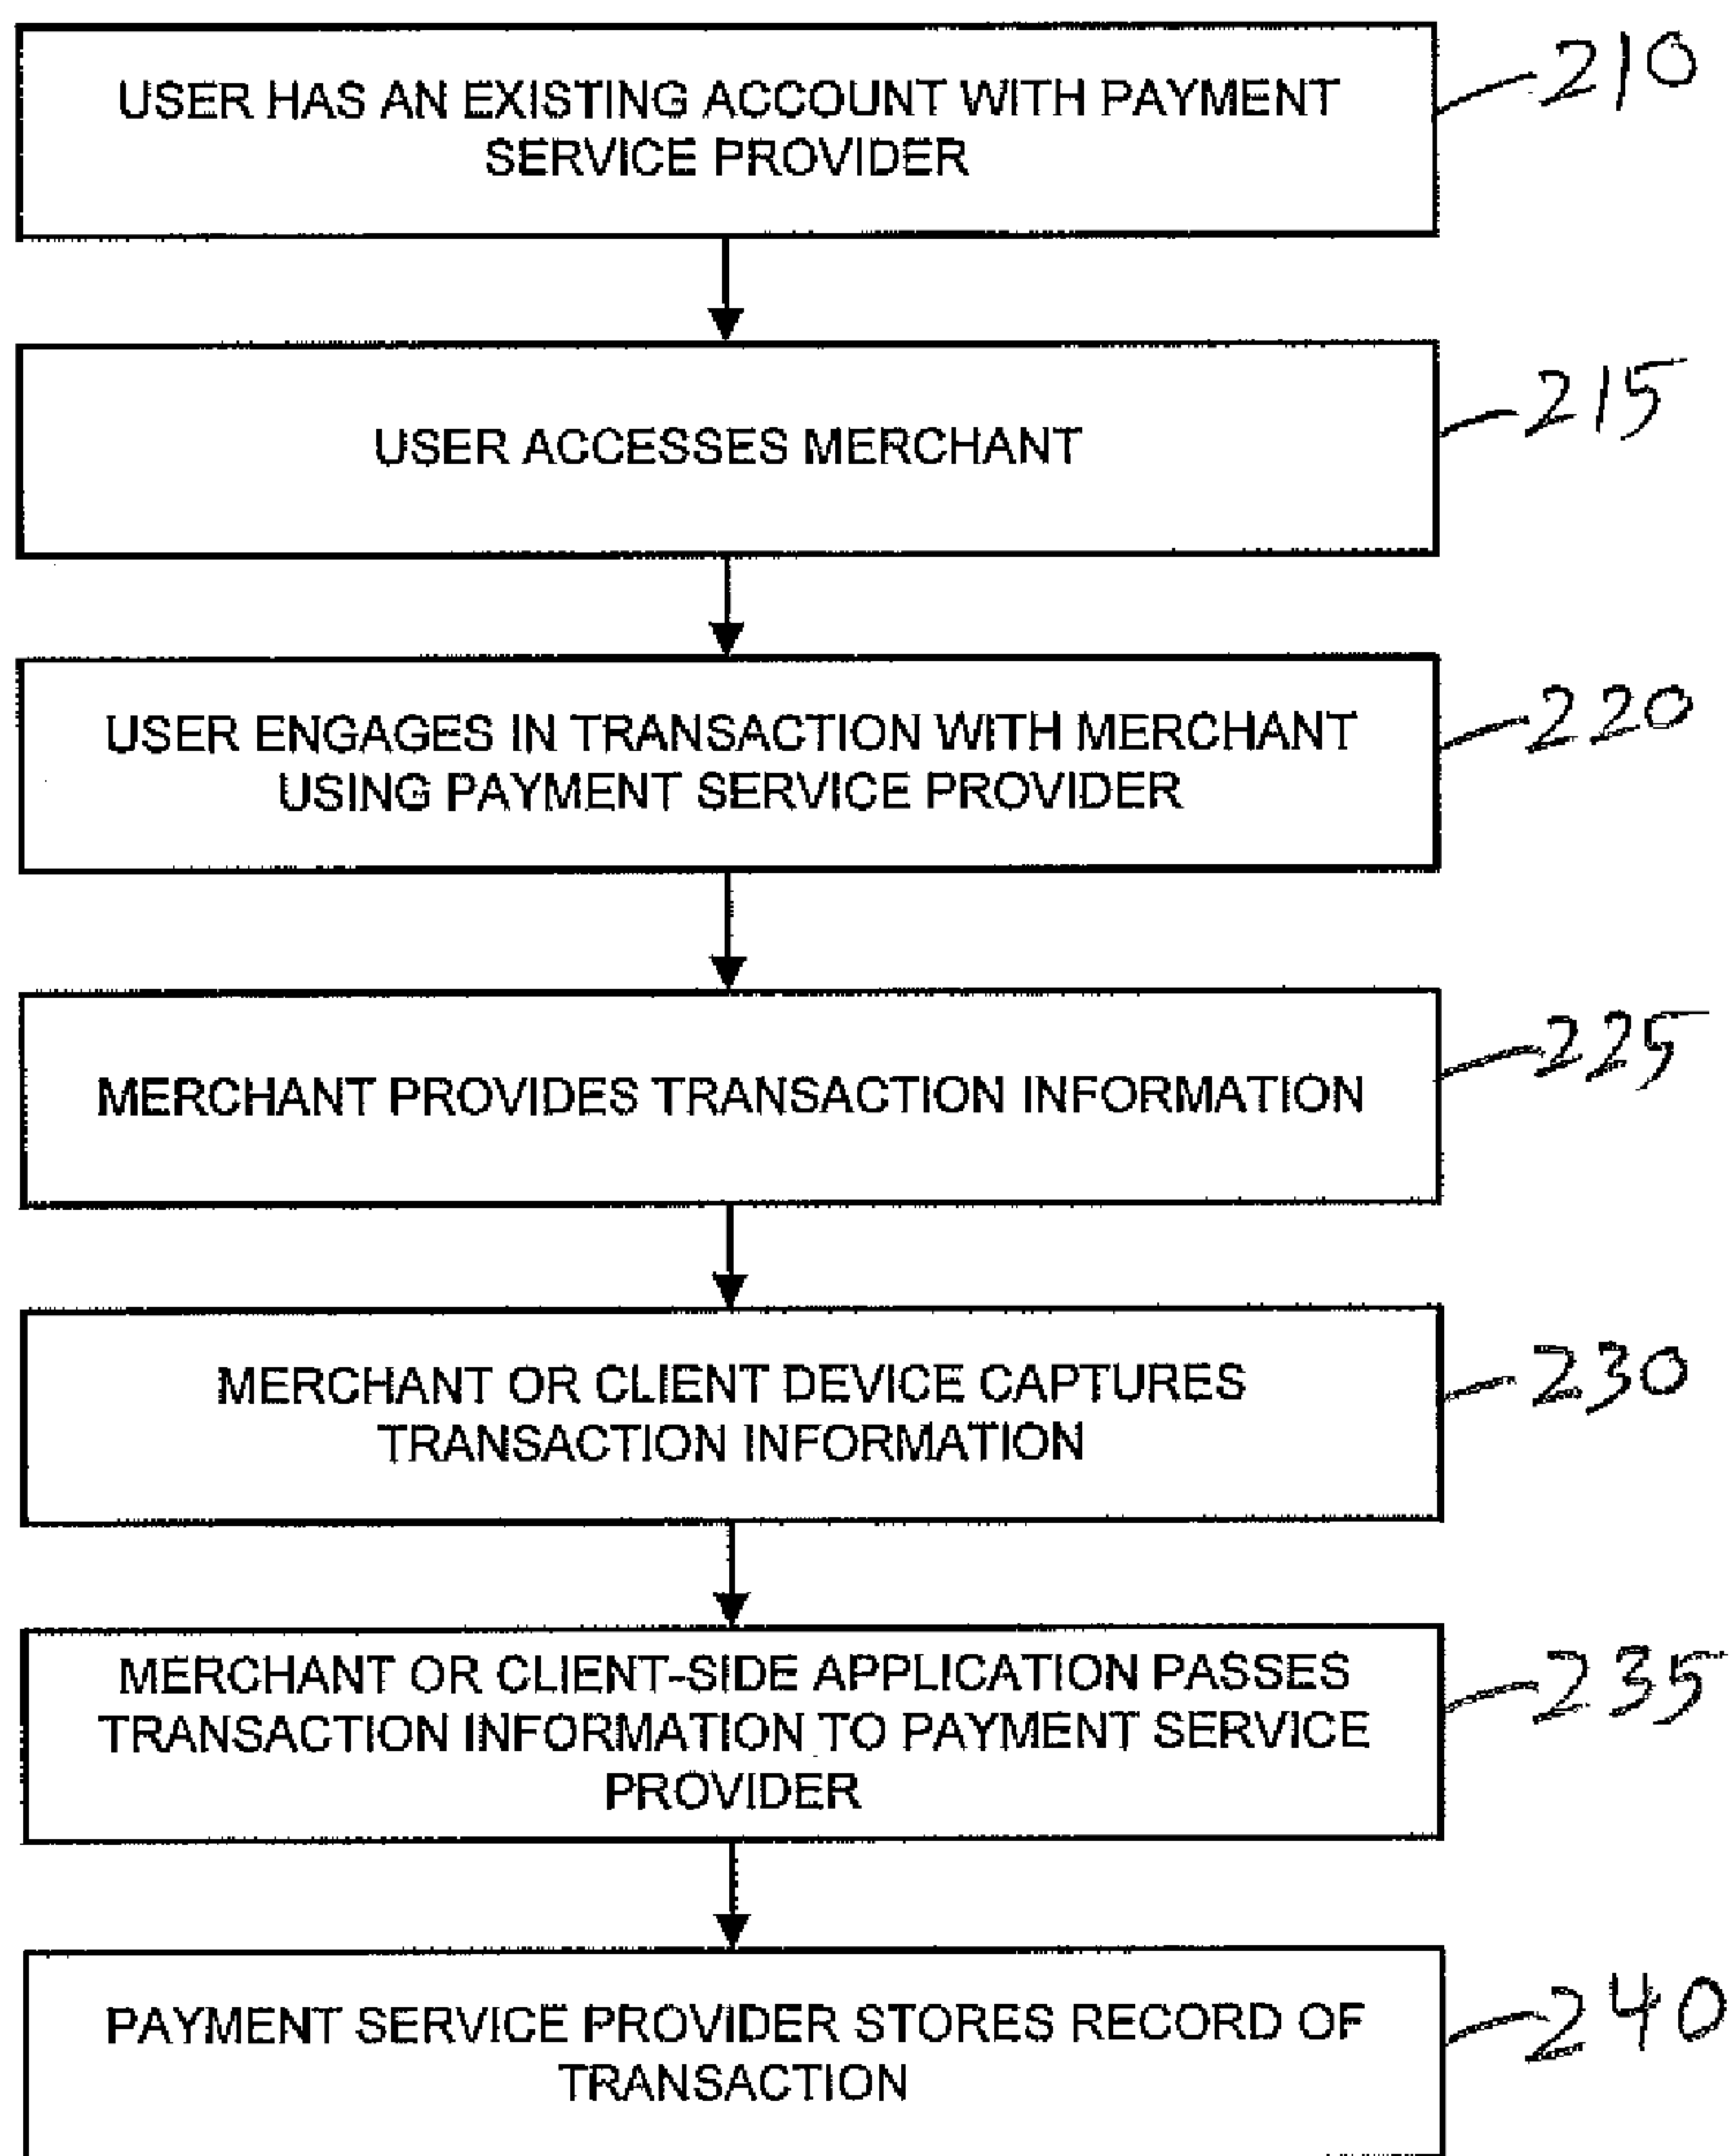 USER HAS AN EXISTING ACCOUNT WITH PAYMENT
SERVICE PROVIDER
210
USER ACCESSES MERCHANT
215
USER ENGAGES IN TRANSACTION WITH MERCHANT
USING PAYMENT SERVICE PROVIDER
220
MERCHANT PROVIDES TRANSACTION INFORMATION
225
MERCHANT OR CLIENT DEVICE CAPTURES
TRANSACTION INFORMATION
230
MERCHANT OR CLIENT-SIDE APPLICATION PASSES
TRANSACTION INFORMATION TO PAYMENT SERVICE
PROVIDER
235
PAYMENT SERVICE PROVIDER STORES RECORD OF
TRANSACTION
240